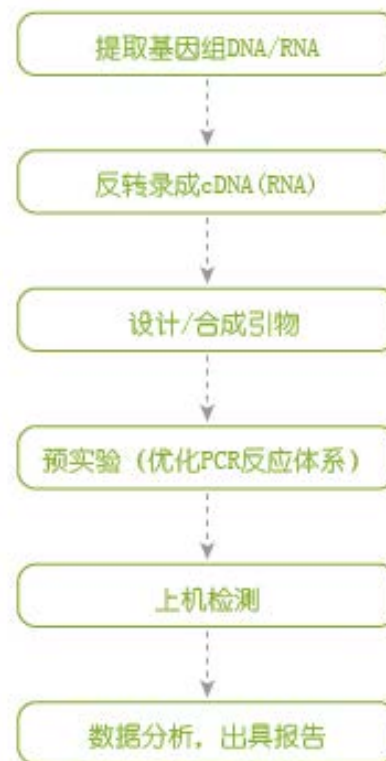 提取基因组DNA/RNA
反转录成cDNA(RNA)
设计/合成引物
预实验（优化PCR反应体系）
上机检测
数据分析，出具报告